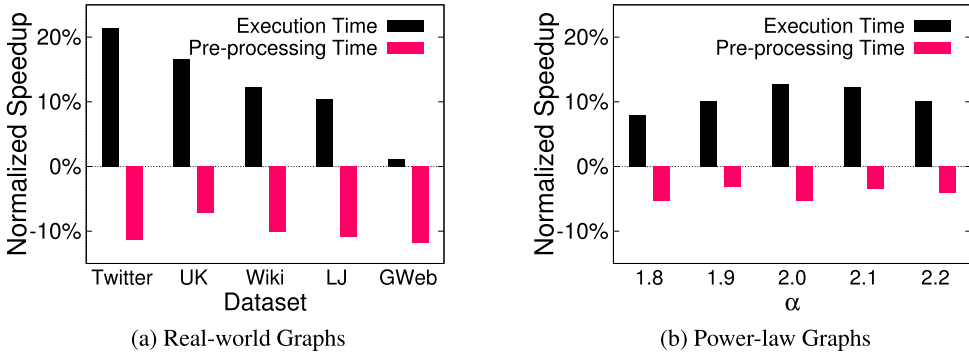 Normalized Speedup
20%
10%
0%
-10%
Execution Time
Pre-processing Time
Twitter UK Wiki LJ GWeb
Dataset
(a) Real-world Graphs
Normalized Speedup
20%
10%
0%
-10%
Execution Time
Pre-processing Time
1.8 1.9 2.0 2.1 2.2
α
(b) Power-law Graphs